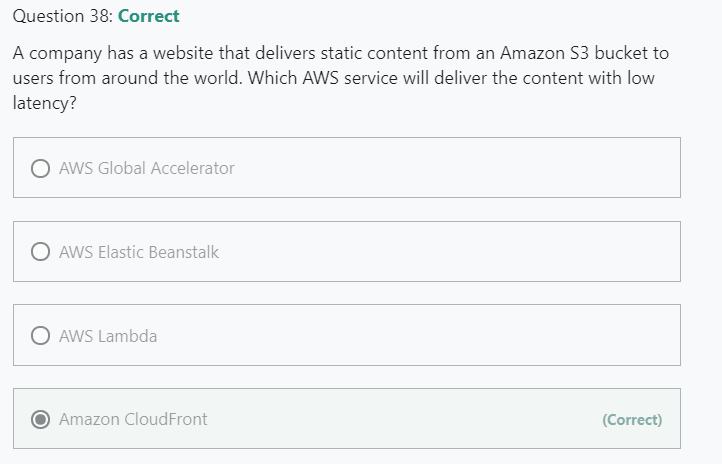 Question 38: Correct
A company has a website that delivers static content from an Amazon S3 bucket to
users from around the world. Which AWS service will deliver the content with low
latency?
AWS Global Accelerator
AWS Elastic Beanstalk
AWS Lambda
Amazon CloudFront (Correct)